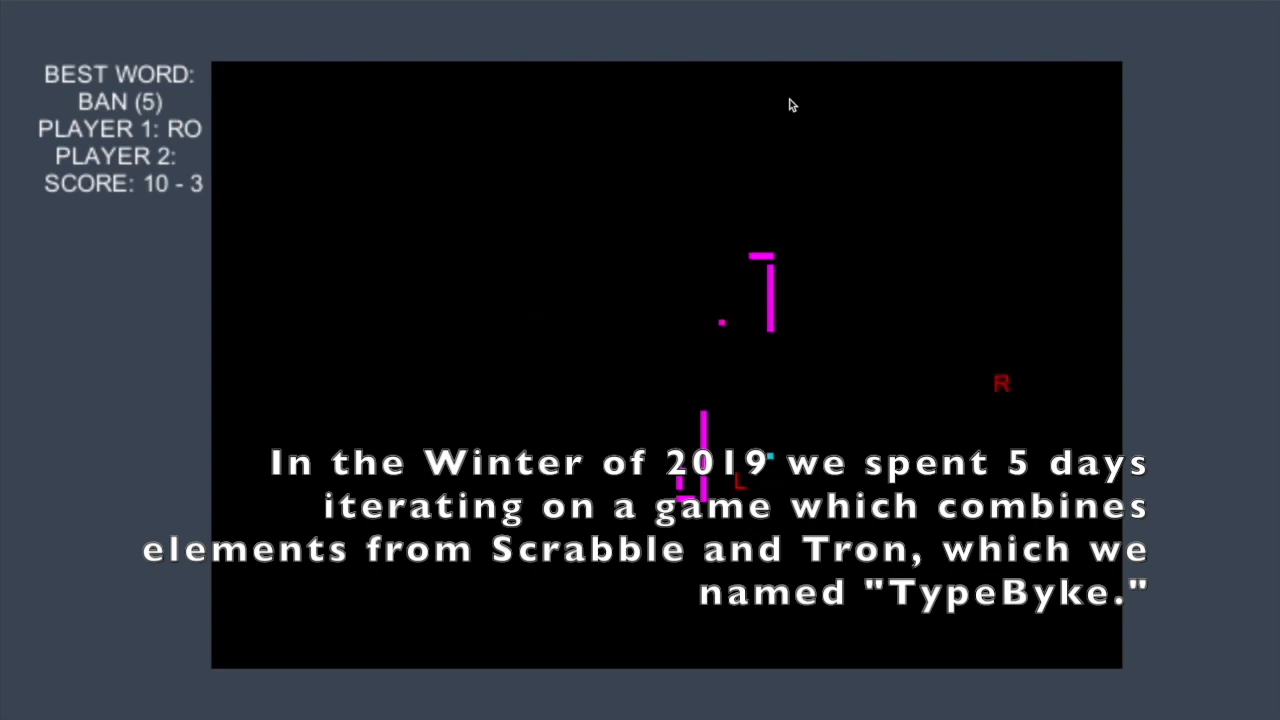 BEST WORD:
BAN (5)
PLAYER 1: RO
PLAYER 2:
SCORE: 10 - 3
R
L
In the Winter of 2019 we spent 5 days
iterating on a game which combines
elements from Scrabble and Tron, which we
named "TypeByke."